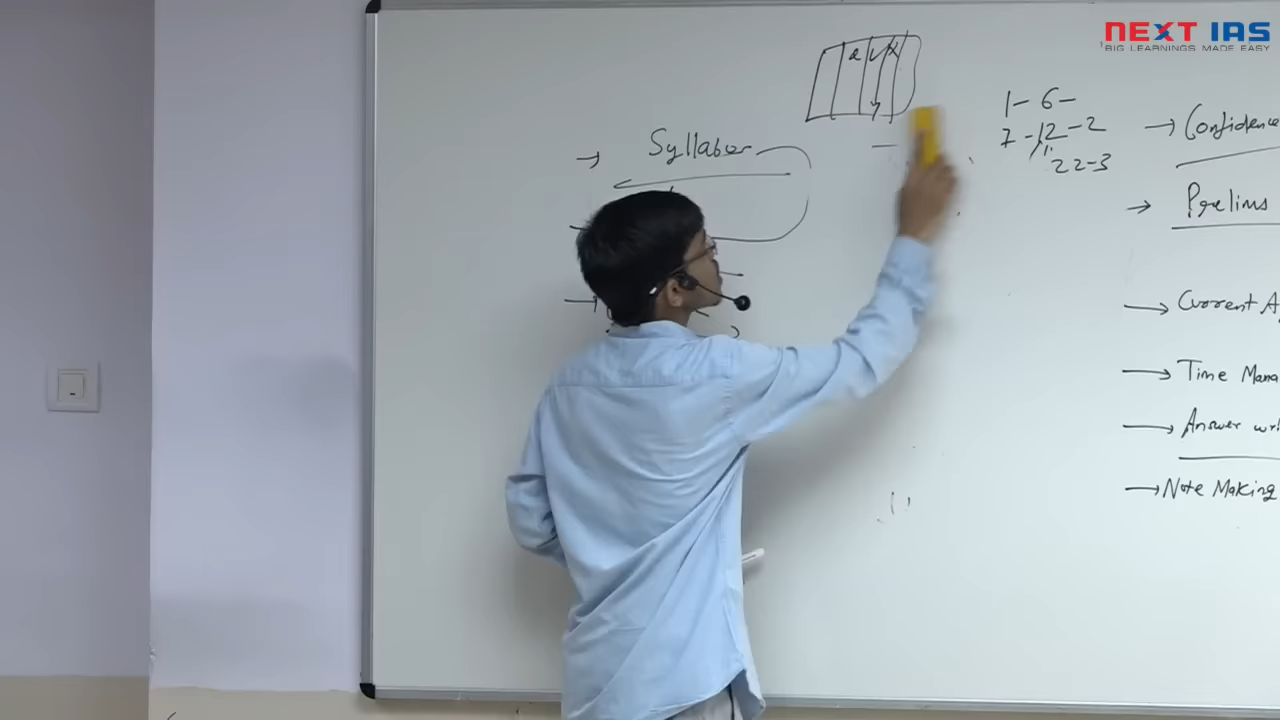 NEXT IAS
BIG LEARNINGS MADE EASY
1- 6-
7-12-2
22-3
→ Syllabus
→ Confidence
→ Prelims
→ Current A
→ Time Mana
→ Answer wri
→ Note Making